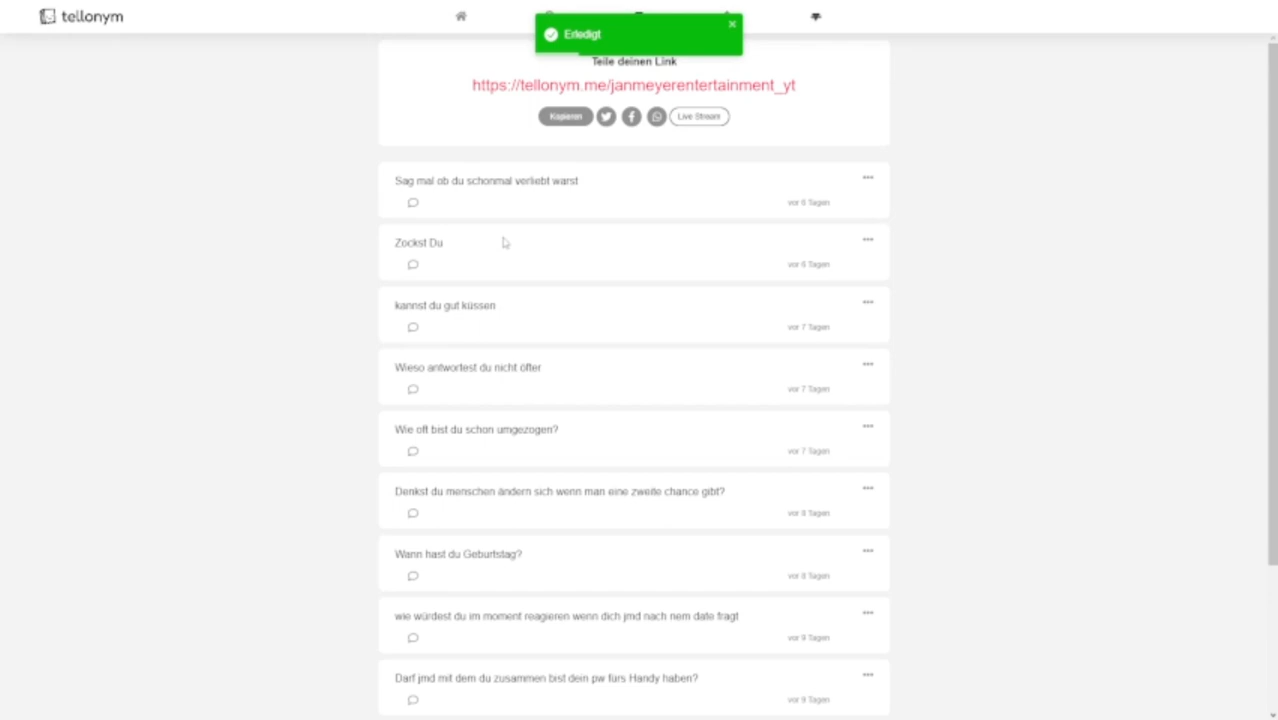 tellonym
Erledigt
Teile deinen Link
https://tellonym.me/janmeyerentertainment_yt
Kopieren
Live Stream
Sag mal ob du schonmal verliebt warst
vor 6 Tagen
Zockst Du
vor 6 Tagen
kannst du gut küssen
vor 7 Tagen
Wieso antwortest du nicht öfter
vor 7 Tagen
Wie oft bist du schon umgezogen?
vor 7 Tagen
Denkst du menschen ändern sich wenn man eine zweite chance gibt?
vor 8 Tagen
Wann hast du Geburtstag?
vor 8 Tagen
wie würdest du im moment reagieren wenn dich jmd nach nem date fragt
vor 9 Tagen
Darf jmd mit dem du zusammen bist dein pw fürs Handy haben?
vor 9 Tagen